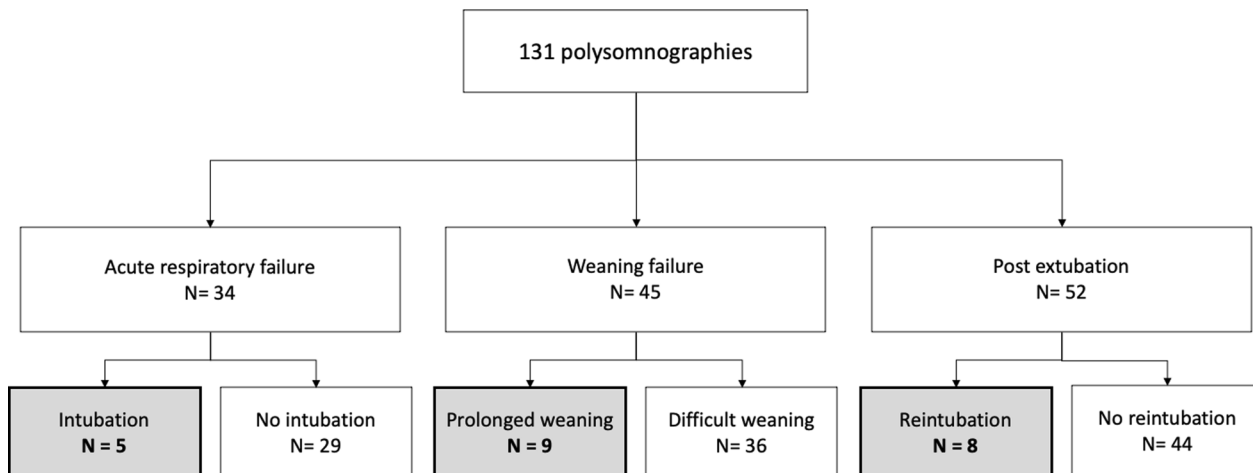 131 polysomnographies
Acute respiratory failure
N= 34
Weaning failure
N= 45
Post extubation
N= 52
Intubation
N = 5
No intubation
N= 29
Prolonged weaning
N = 9
Difficult weaning
N= 36
Reintubation
N = 8
No reintubation
N= 44